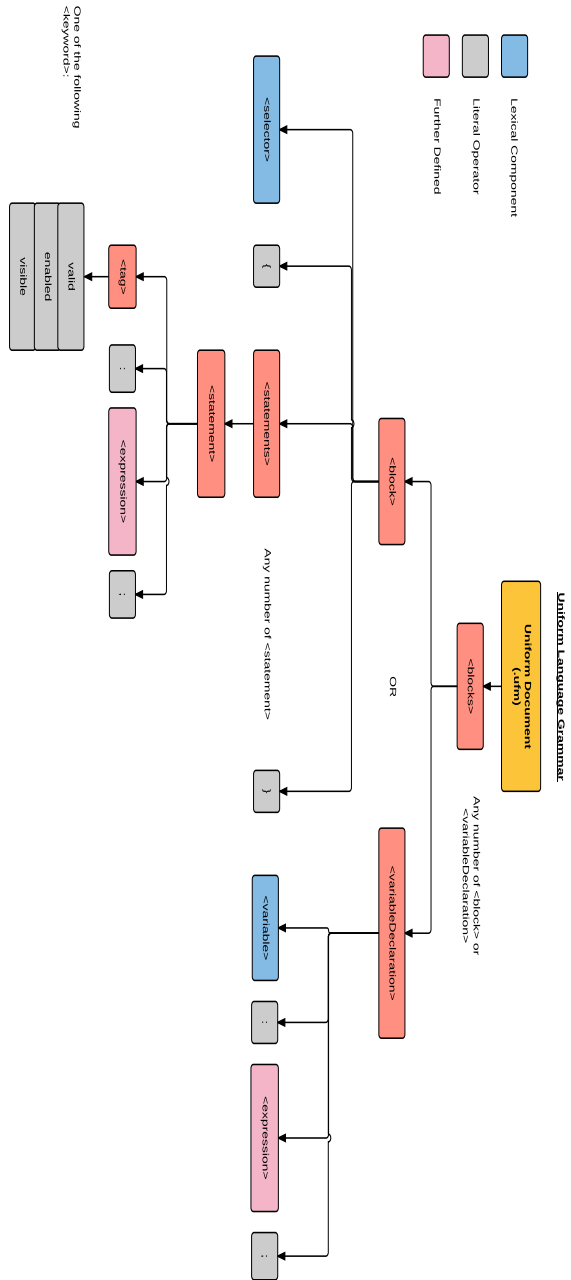 Uniform Language Grammar
Lexical Component
Literal Operator
Further Defined
Uniform Document
(.ufm)
<blocks>
Any number of <block> or
<variableDeclaration>
<block>
OR
<variableDeclaration>
<selector>
{
<statements>
Any number of <statement>
}
<variable>
:
<expression>
;
<statement>
<tag>
:
<expression>
;
One of the following
<keyword>:
valid
enabled
visible